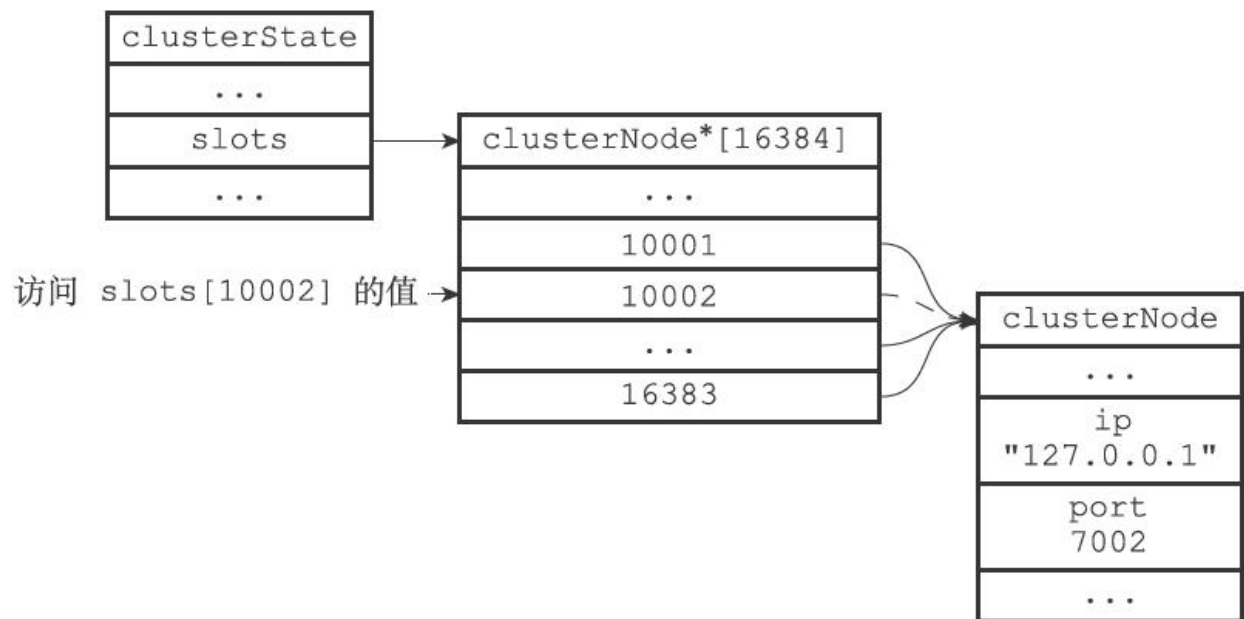 clusterState
...
slots
...
clusterNode*[16384]
...
10001
访问 slots[10002] 的值
10002
...
16383
clusterNode
...
ip
"127.0.0.1"
port
7002
...